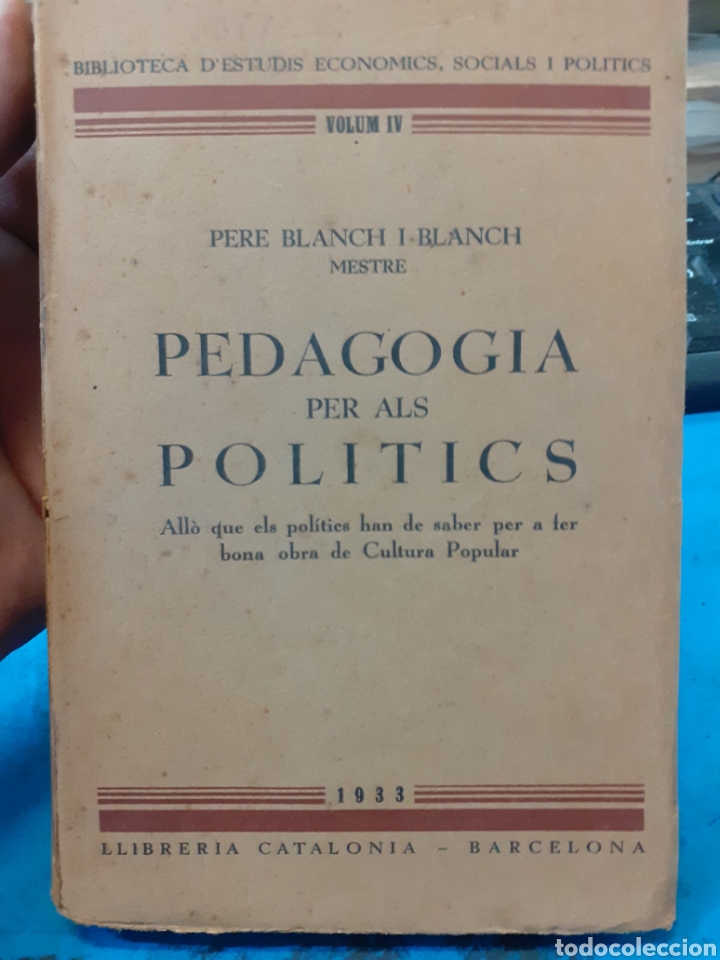 BIBLIOTECA D'ESTUDIS ECONOMICS, SOCIALS I POLITICS
VOLUM IV
PERE BLANCH I BLANCH
MESTRE
PEDAGOGIA
PER ALS
POLITICS
Allò que els polítics han de saber per a fer
bona obra de Cultura Popular
1933
LLIBRERIA CATALONIA – BARCELONA
todocoleccion